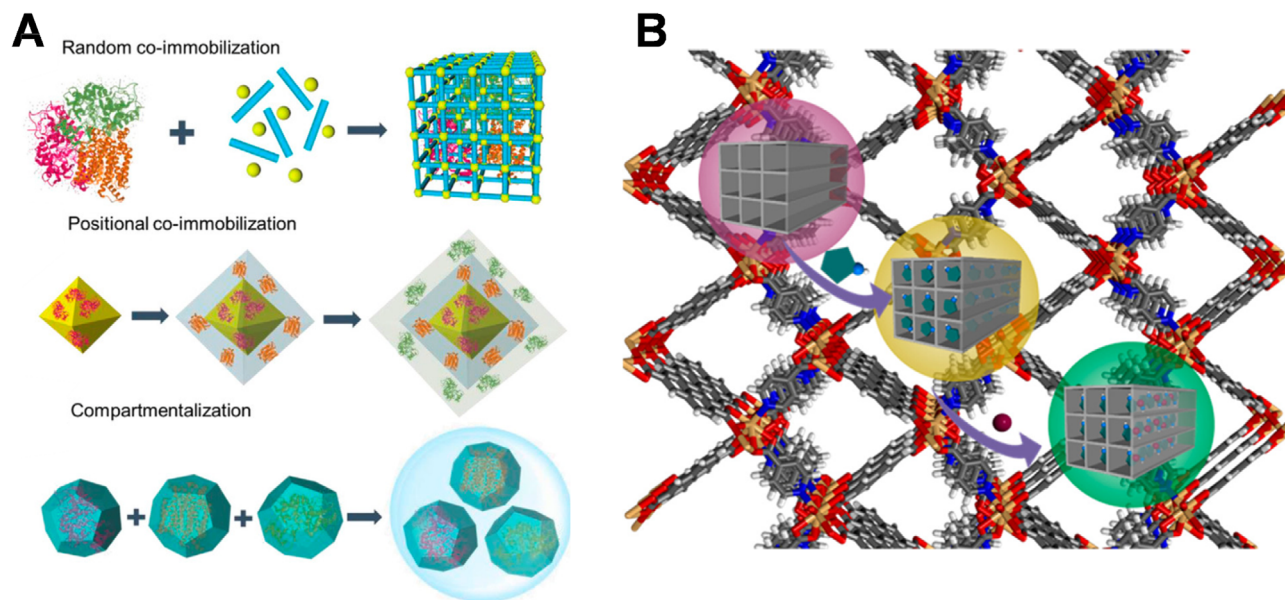 A
Random co-immobilization
Positional co-immobilization
Compartmentalization
B